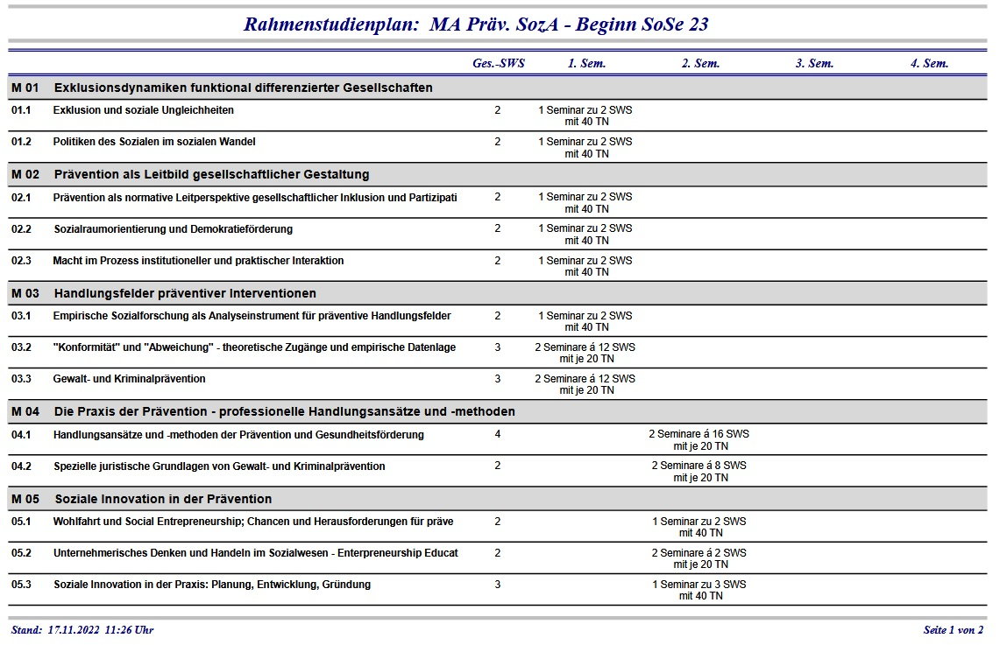 Rahmenstudienplan: MA Präv. SozA - Beginn SoSe 23
Ges.-SWS 1. Sem. 2. Sem. 3. Sem. 4. Sem.
M 01 Exklusionsdynamiken funktional differenzierter Gesellschaften
01.1 Exklusion und soziale Ungleichheiten 2 1 Seminar zu 2 SWS
mit 40 TN
01.2 Politiken des Sozialen im sozialen Wandel 2 1 Seminar zu 2 SWS
mit 40 TN
M 02 Prävention als Leitbild gesellschaftlicher Gestaltung
02.1 Prävention als normative Leitperspektive gesellschaftlicher Inklusion und Partizipati 2 1 Seminar zu 2 SWS
mit 40 TN
02.2 Sozialraumorientierung und Demokratieförderung 2 1 Seminar zu 2 SWS
mit 40 TN
02.3 Macht im Prozess institutioneller und praktischer Interaktion 2 1 Seminar zu 2 SWS
mit 40 TN
M 03 Handlungsfelder präventiver Interventionen
03.1 Empirische Sozialforschung als Analyseinstrument für präventive Handlungsfelder 2 1 Seminar zu 2 SWS
mit 40 TN
03.2 "Konformität" und "Abweichung" - theoretische Zugänge und empirische Datenlage 3 2 Seminare á 12 SWS
mit je 20 TN
03.3 Gewalt- und Kriminalprävention 3 2 Seminare á 12 SWS
mit je 20 TN
M 04 Die Praxis der Prävention - professionelle Handlungsansätze und -methoden
04.1 Handlungsansätze und -methoden der Prävention und Gesundheitsförderung 4 2 Seminare á 16 SWS
mit je 20 TN
04.2 Spezielle juristische Grundlagen von Gewalt- und Kriminalprävention 2 2 Seminare á 8 SWS
mit je 20 TN
M 05 Soziale Innovation in der Prävention
05.1 Wohlfahrt und Social Entrepreneurship; Chancen und Herausforderungen für präve 2 1 Seminar zu 2 SWS
mit 40 TN
05.2 Unternehmerisches Denken und Handeln im Sozialwesen - Enterpreneurship Educat 2 2 Seminare á 2 SWS
mit je 20 TN
05.3 Soziale Innovation in der Praxis: Planung, Entwicklung, Gründung 3 1 Seminar zu 3 SWS
mit 40 TN
Stand: 17.11.2022 11:26 Uhr Seite 1 von 2